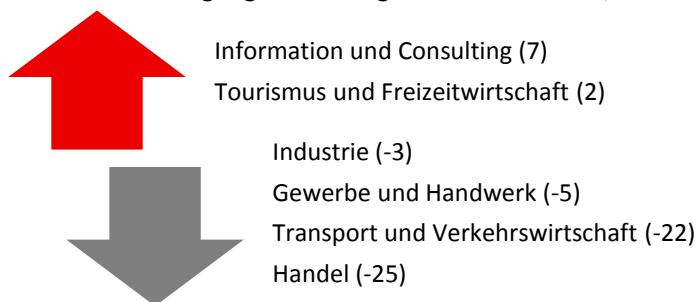 Information und Consulting (7)
Tourismus und Freizeitwirtschaft (2)
Industrie (-3)
Gewerbe und Handwerk (-5)
Transport und Verkehrswirtschaft (-22)
Handel (-25)